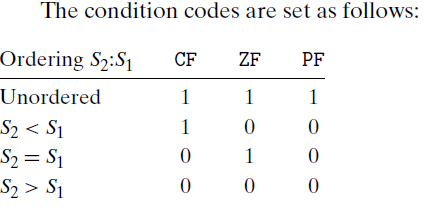 The condition codes are set as follows:
Ordering S₂:S₁ CF ZF PF
Unordered 1 1 1
S₂ < S₁ 1 0 0
S₂ = S₁ 0 1 0
S₂ > S₁ 0 0 0